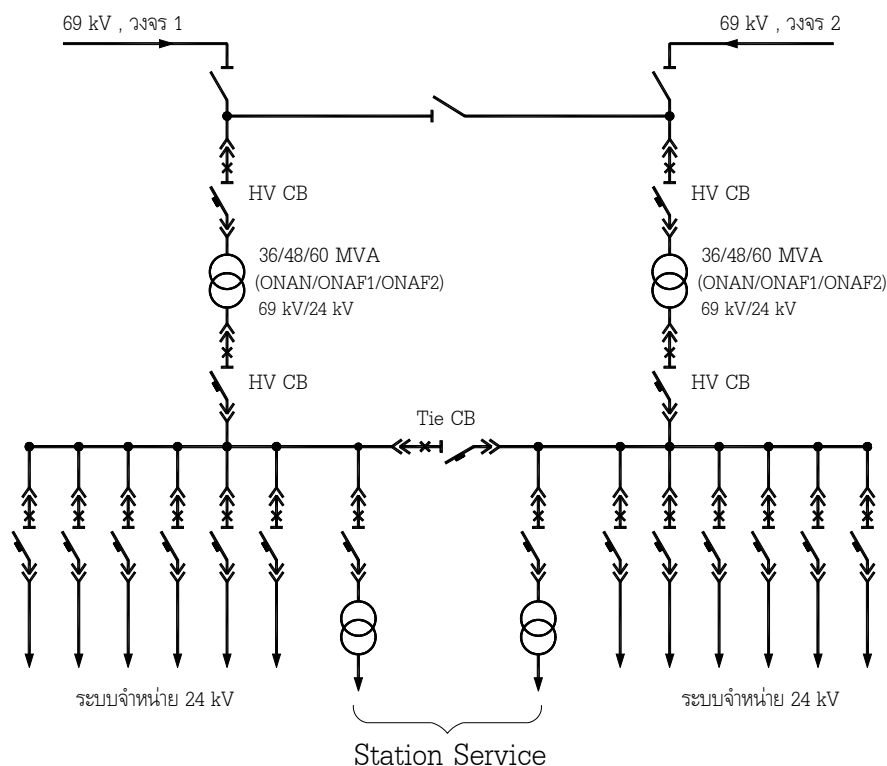 69 kV , วงจร 1
69 kV , วงจร 2
HV CB
HV CB
36/48/60 MVA
(ONAN/ONAF1/ONAF2)
69 kV/24 kV
36/48/60 MVA
(ONAN/ONAF1/ONAF2)
69 kV/24 kV
HV CB
HV CB
Tie CB
ระบบจำหน่าย 24 kV
ระบบจำหน่าย 24 kV
Station Service